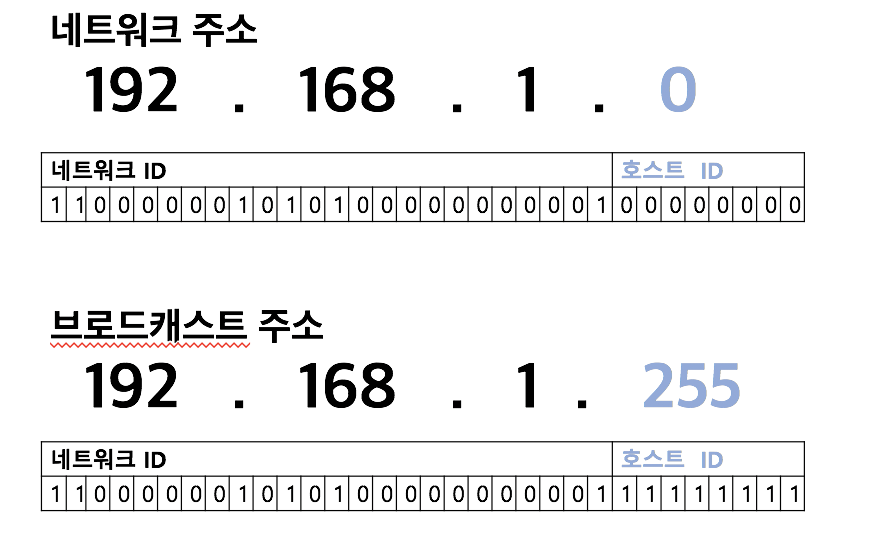 네트워크 주소
192 . 168 . 1 . 0
네트워크 ID 호스트 ID
1 1 0 0 0 0 0 0 1 0 1 0 1 0 0 0 0 0 0 0 0 0 0 1 0 0 0 0 0 0 0 0
브로드캐스트 주소
192 . 168 . 1 . 255
네트워크 ID 호스트 ID
1 1 0 0 0 0 0 0 1 0 1 0 1 0 0 0 0 0 0 0 0 0 0 1 1 1 1 1 1 1 1 1